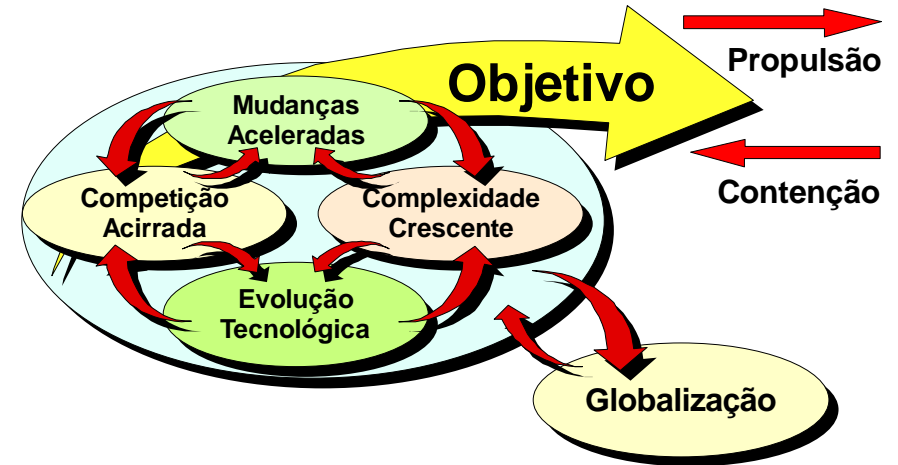 Objetivo
Propulsão
Mudanças
Aceleradas
Contenção
Competição
Acirrada
Complexidade
Crescente
Evolução
Tecnológica
Globalização